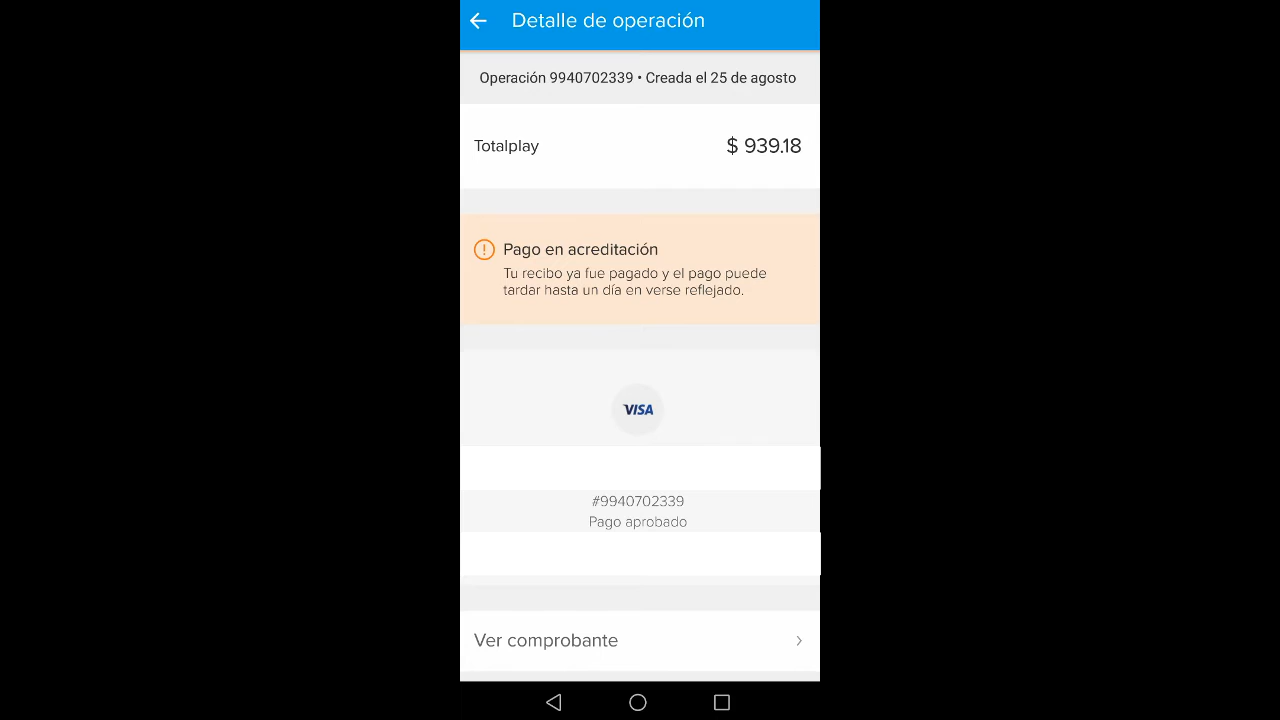 Detalle de operación
Operación 9940702339 • Creada el 25 de agosto
Totalplay $ 939.18
Pago en acreditación
Tu recibo ya fue pagado y el pago puede
tardar hasta un día en verse reflejado.
VISA
#9940702339
Pago aprobado
Ver comprobante